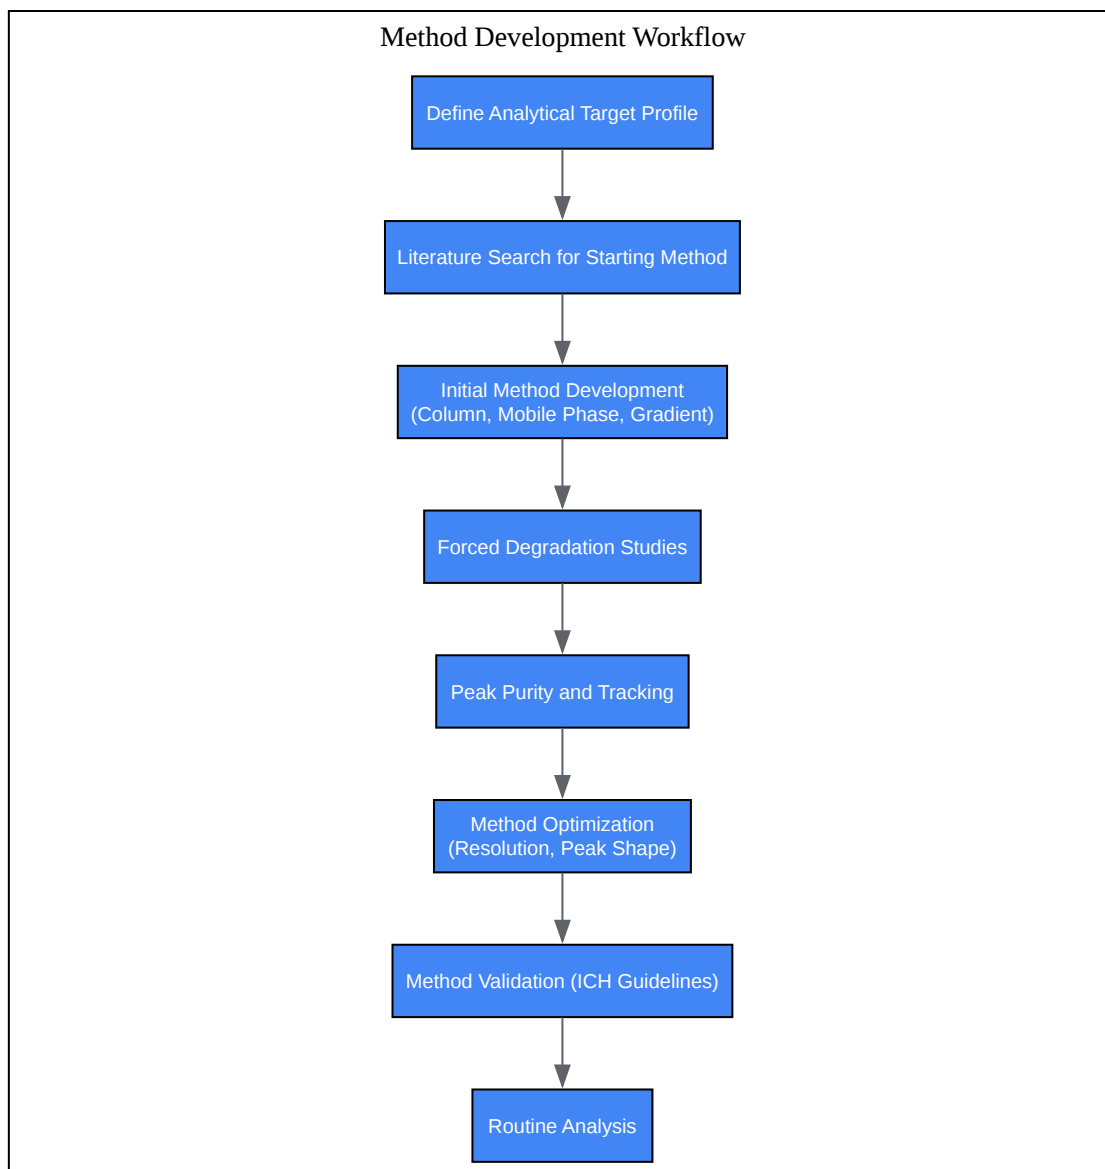 Method Development Workflow
Define Analytical Target Profile
Literature Search for Starting Method
Initial Method Development
(Column, Mobile Phase, Gradient)
Forced Degradation Studies
Peak Purity and Tracking
Method Optimization
(Resolution, Peak Shape)
Method Validation (ICH Guidelines)
Routine Analysis